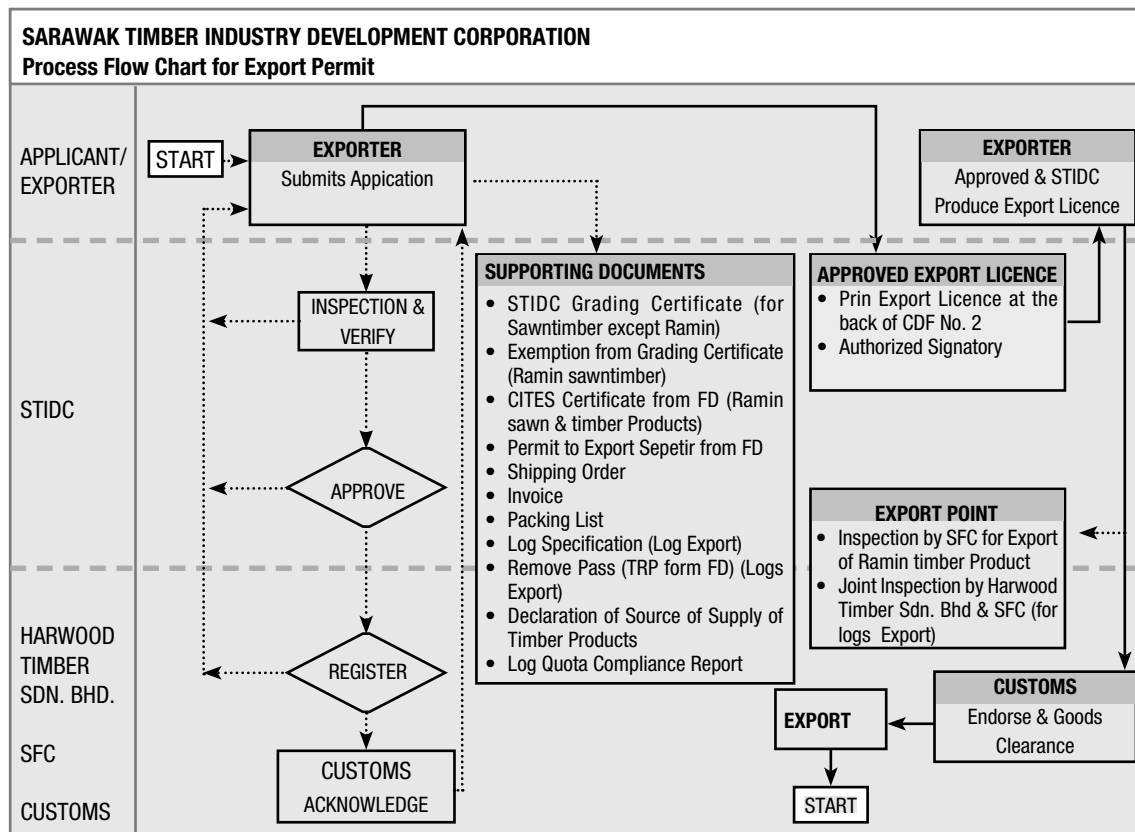 SARAWAK TIMBER INDUSTRY DEVELOPMENT CORPORATION
Process Flow Chart for Export Permit
APPLICANT/
EXPORTER
START
EXPORTER
Submits Appication
EXPORTER
Approved & STIDC
Produce Export Licence
STIDC
INSPECTION &
VERIFY
APPROVE
SUPPORTING DOCUMENTS
• STIDC Grading Certificate (for
Sawntimber except Ramin)
• Exemption from Grading Certificate
(Ramin sawntimber)
• CITES Certificate from FD (Ramin
sawn & timber Products)
• Permit to Export Sepetir from FD
• Shipping Order
• Invoice
• Packing List
• Log Specification (Log Export)
• Remove Pass (TRP form FD) (Logs
Export)
• Declaration of Source of Supply of
Timber Products
• Log Quota Compliance Report
APPROVED EXPORT LICENCE
• Prin Export Licence at the
back of CDF No. 2
• Authorized Signatory
EXPORT POINT
• Inspection by SFC for Export
of Ramin timber Product
• Joint Inspection by Harwood
Timber Sdn. Bhd & SFC (for
logs Export)
HARWOOD
TIMBER
SDN. BHD.
SFC
CUSTOMS
REGISTER
CUSTOMS
ACKNOWLEDGE
CUSTOMS
Endorse & Goods
Clearance
EXPORT
START